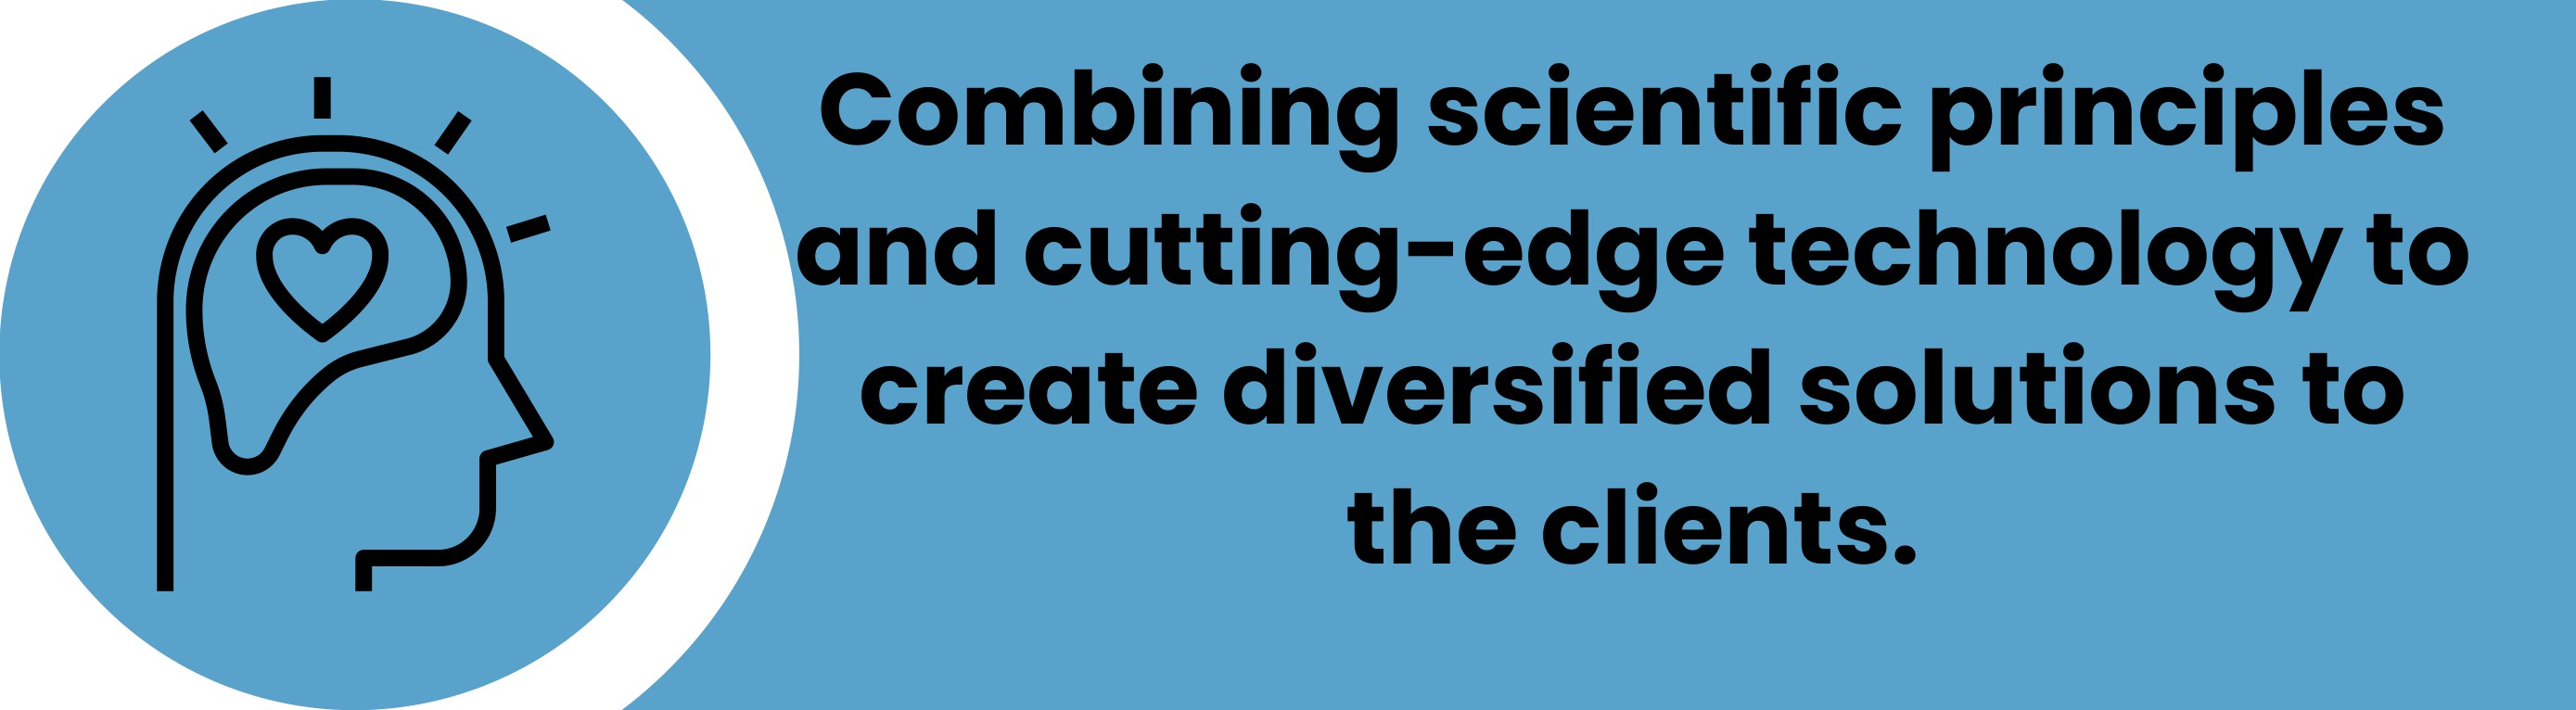 Combining scientific principles
and cutting-edge technology to
create diversified solutions to
the clients.